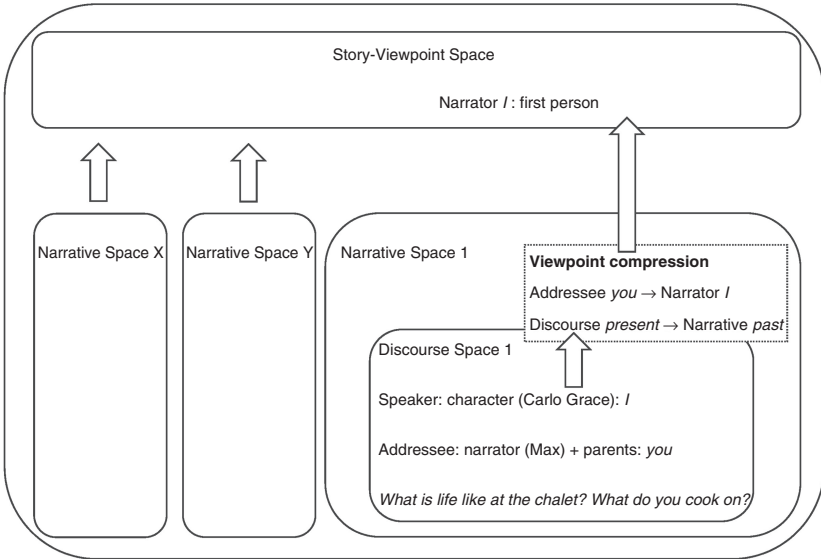 Story-Viewpoint Space
Narrator I : first person
Narrative Space X
Narrative Space Y
Narrative Space 1
Viewpoint compression
Addressee you → Narrator I
Discourse present → Narrative past
Discourse Space 1
Speaker: character (Carlo Grace): I
Addressee: narrator (Max) + parents: you
What is life like at the chalet? What do you cook on?